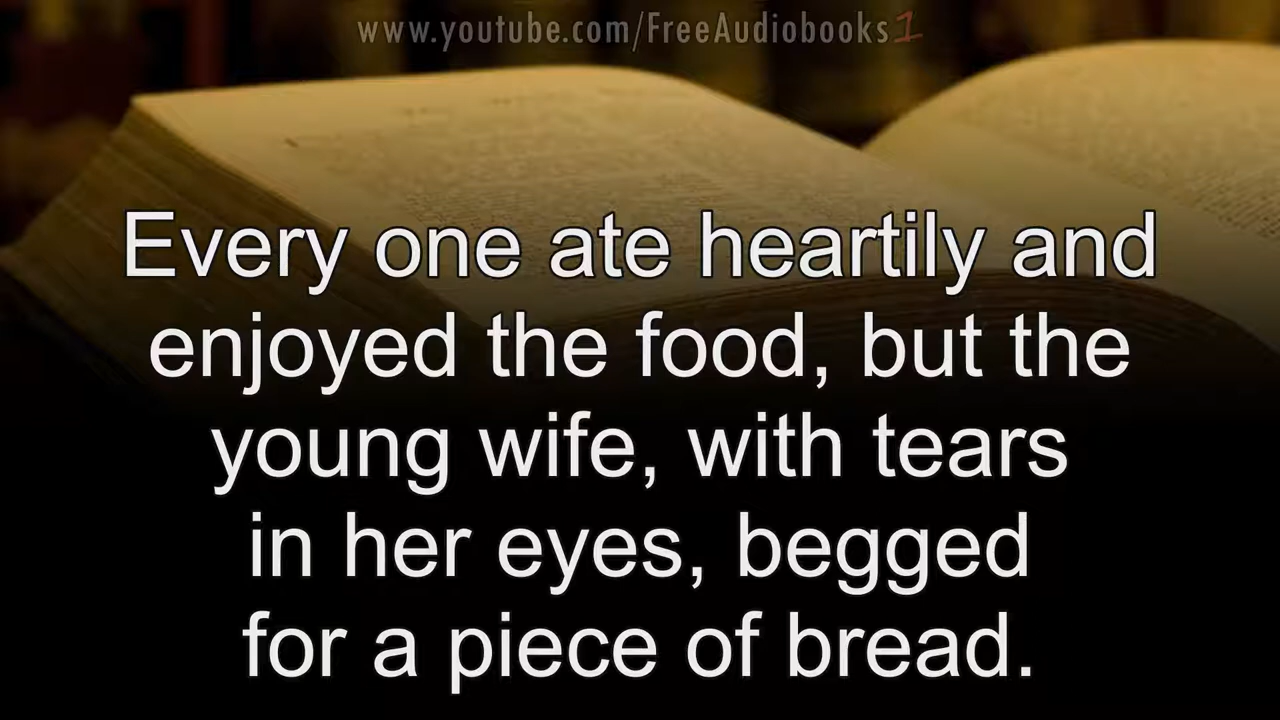 www.youtube.com/FreeAudiobooks1
Every one ate heartily and
enjoyed the food, but the
young wife, with tears
in her eyes, begged
for a piece of bread.